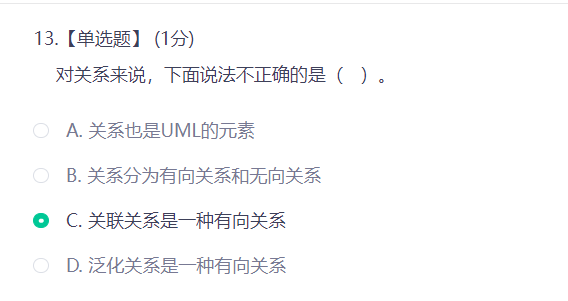 13.【单选题】 (1分)
对关系来说，下面说法不正确的是（ ）。
A. 关系也是UML的元素
B. 关系分为有向关系和无向关系
C. 关联关系是一种有向关系
D. 泛化关系是一种有向关系